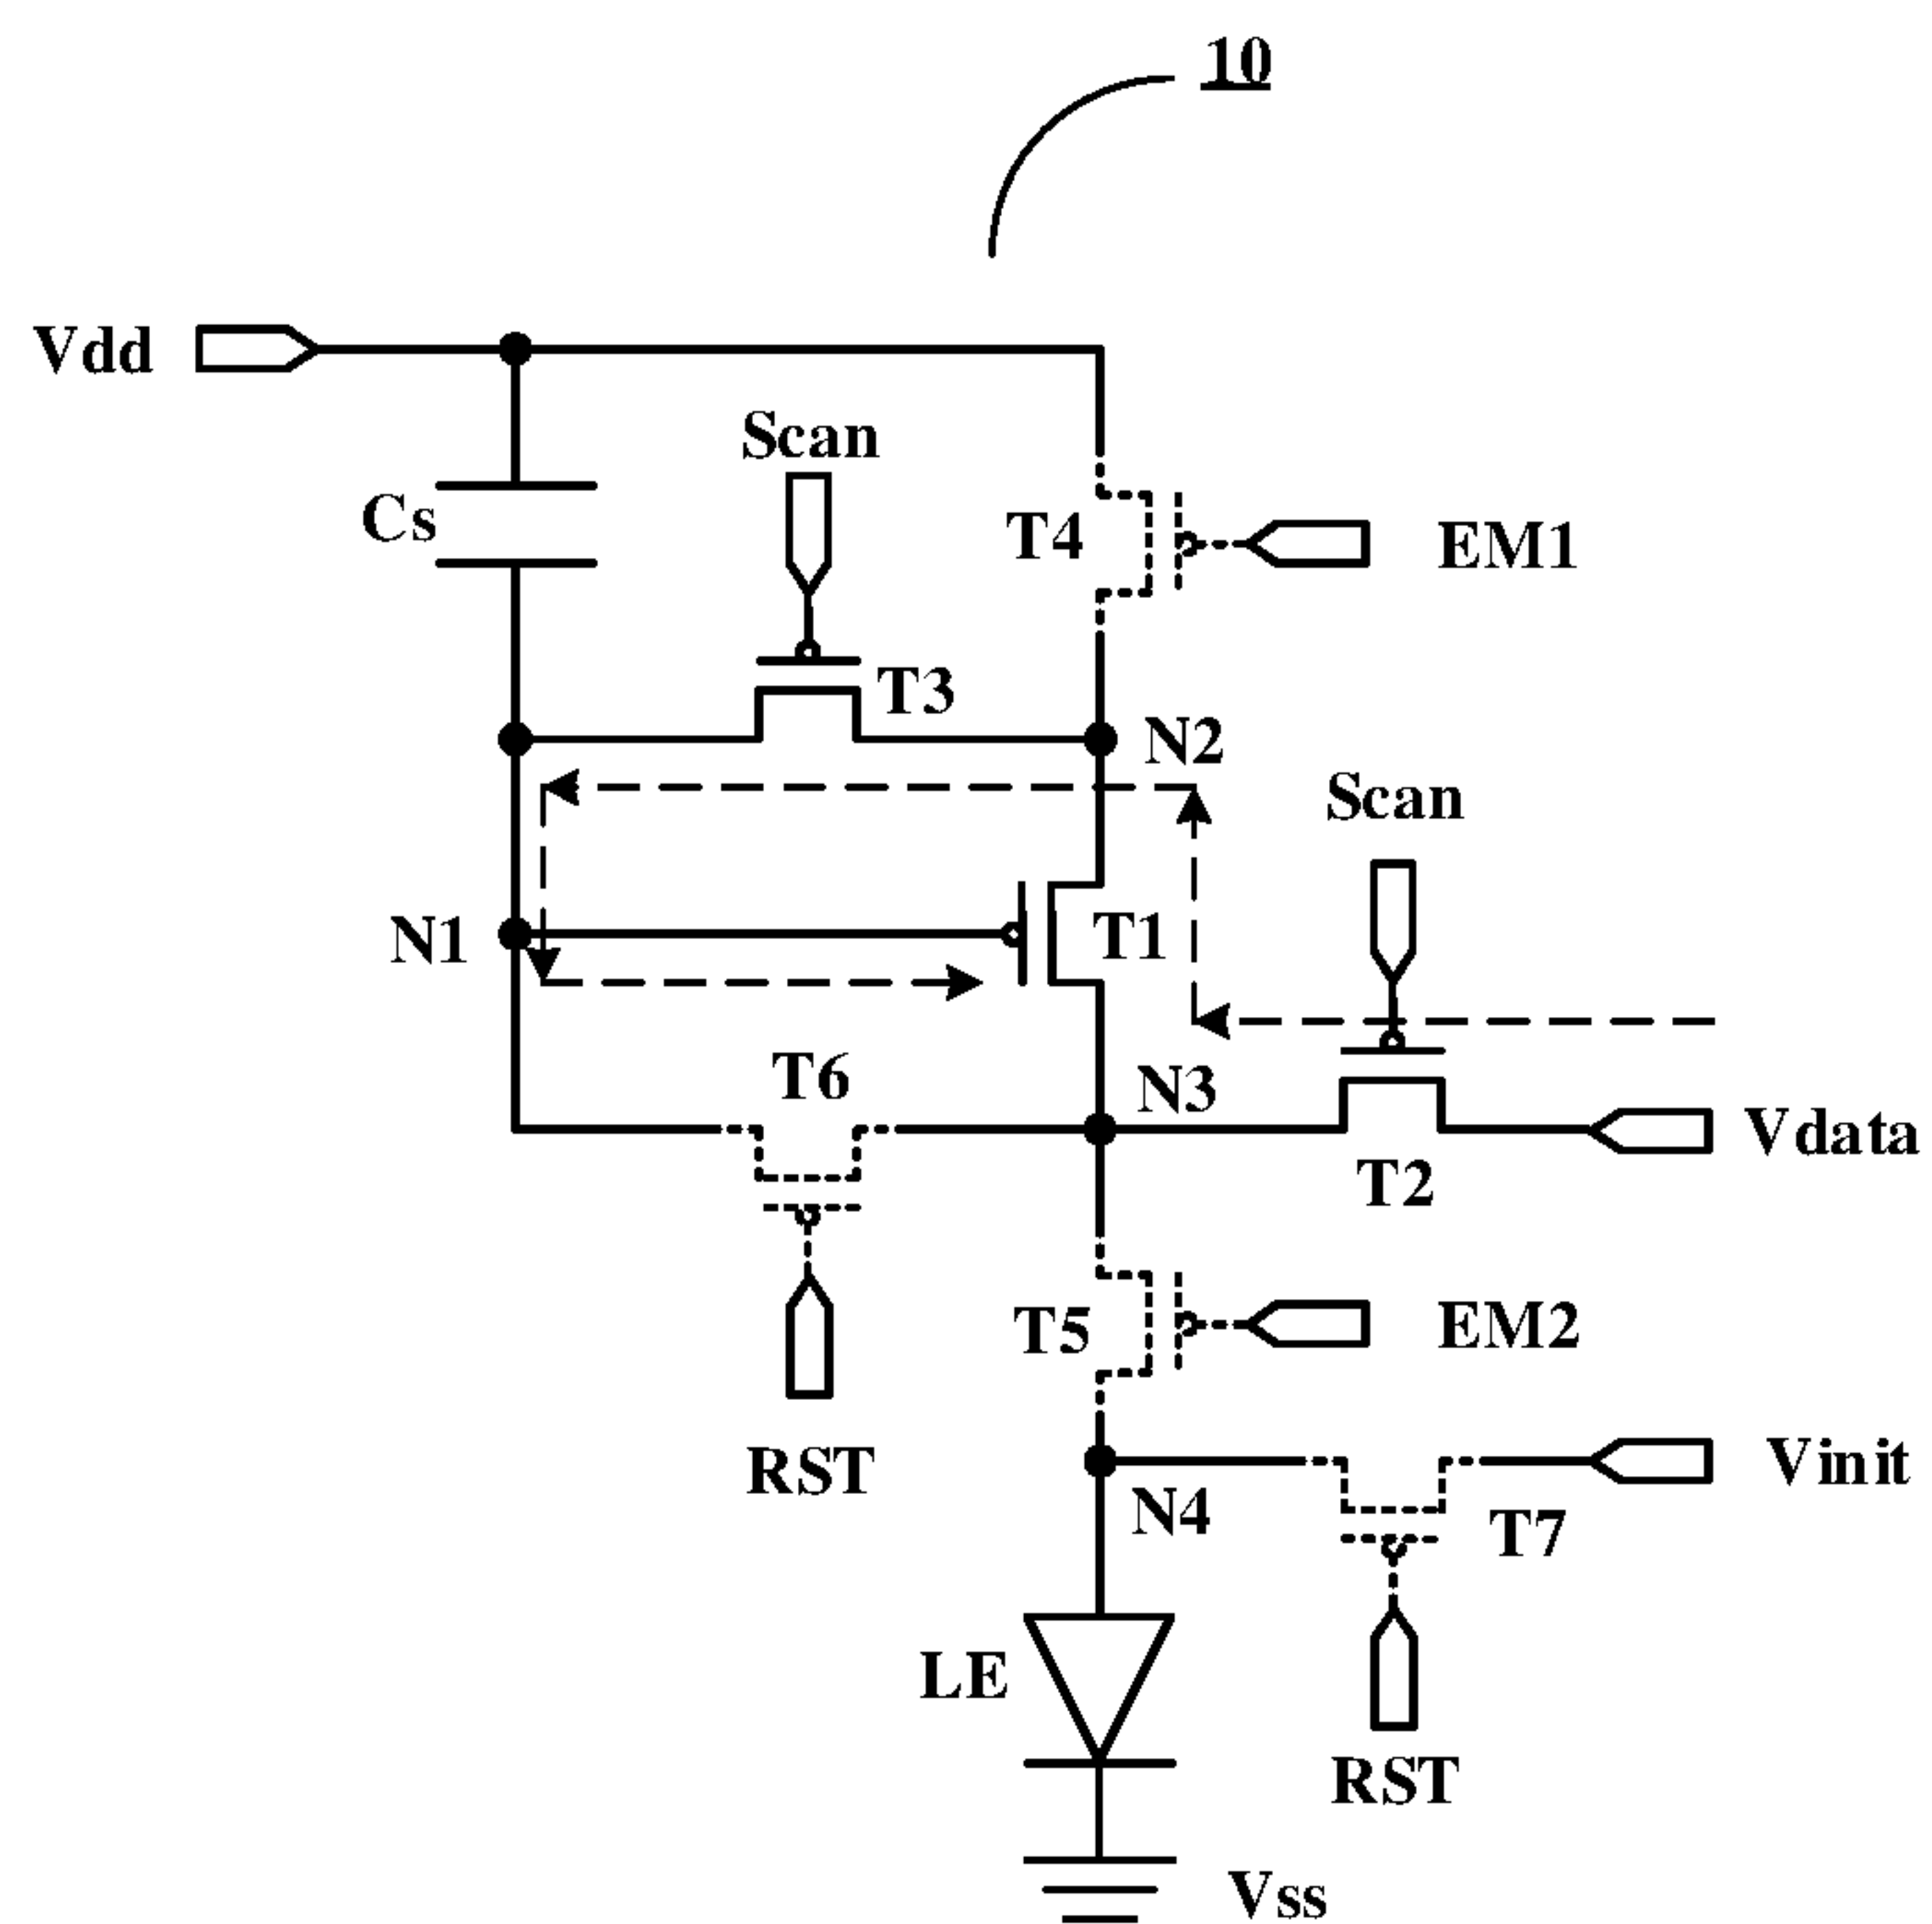 10
Vdd
Scan
Cs
T4
EM1
T3
N2
Scan
N1
T1
T6
N3
Vdata
T2
T5
EM2
RST
Vinit
N4
T7
LE
RST
Vss